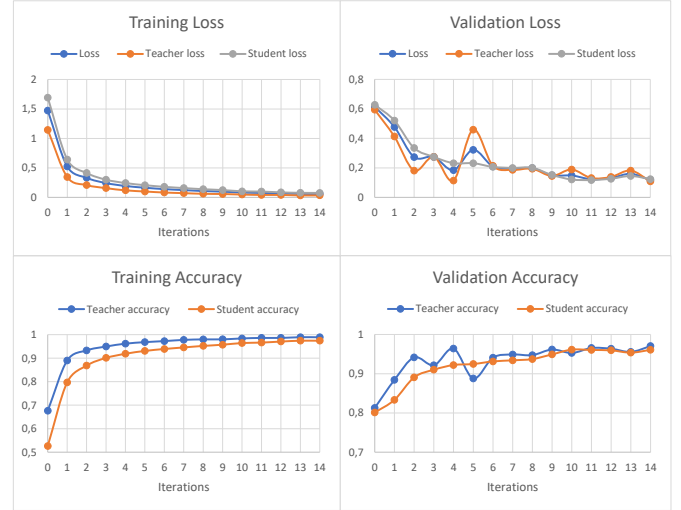 Training Loss
Loss Teacher loss Student loss
2
1,5
1
0,5
0
0 1 2 3 4 5 6 7 8 9 10 11 12 13 14
Iterations
Validation Loss
Loss Teacher loss Student loss
0,8
0,6
0,4
0,2
0
0 1 2 3 4 5 6 7 8 9 10 11 12 13 14
Iterations
Training Accuracy
Teacher accuracy Student accuracy
1
0,9
0,8
0,7
0,6
0,5
0 1 2 3 4 5 6 7 8 9 10 11 12 13 14
Iterations
Validation Accuracy
Teacher accuracy Student accuracy
1
0,9
0,8
0,7
0 1 2 3 4 5 6 7 8 9 10 11 12 13 14
Iterations